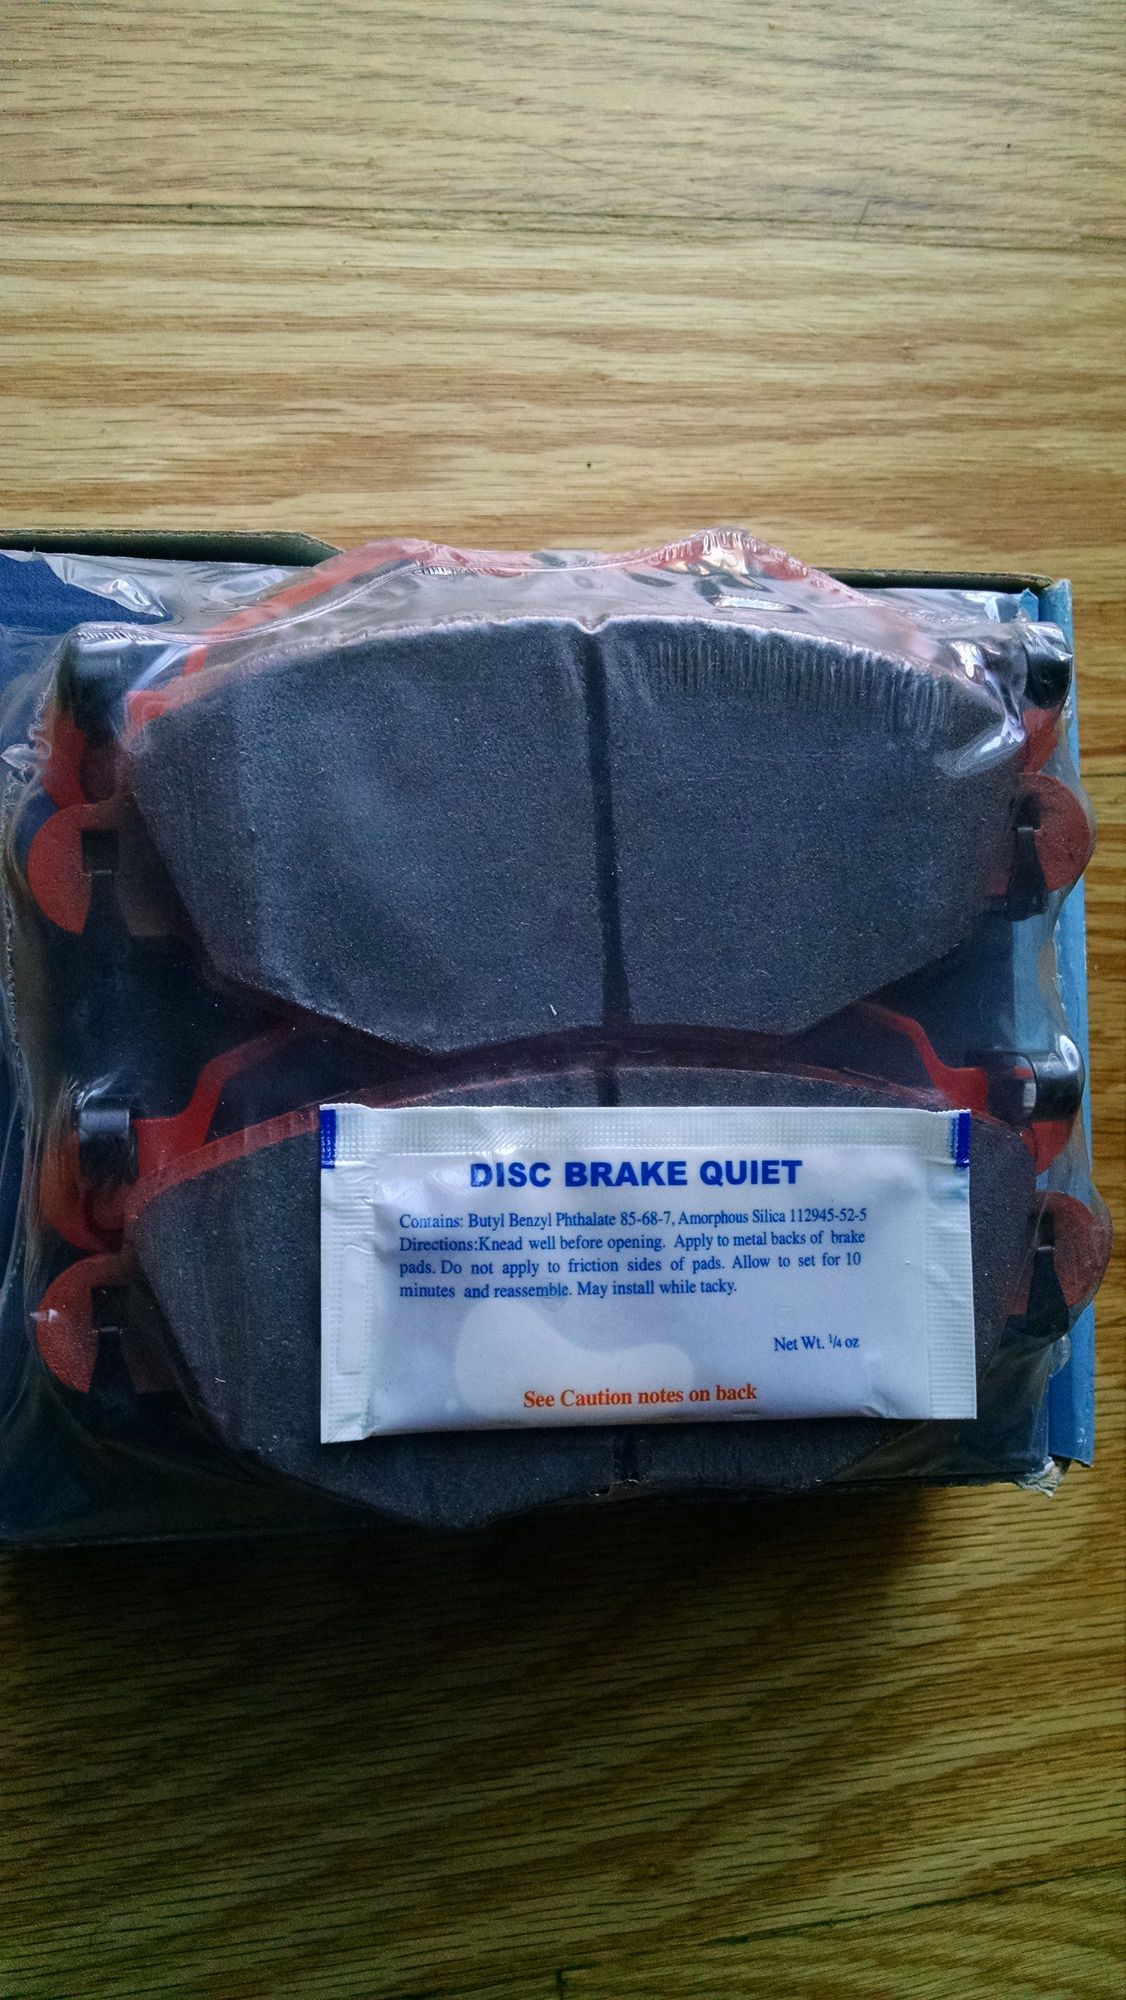 DISC BRAKE QUIET
Contains: Butyl Benzyl Phthalate 85-68-7, Amorphous Silica 112945-52-5
Directions:Knead well before opening. Apply to metal backs of brake
pads. Do not apply to friction sides of pads. Allow to set for 10
minutes and reassemble. May install while tacky.
Net Wt. ¼ oz
See Caution notes on back